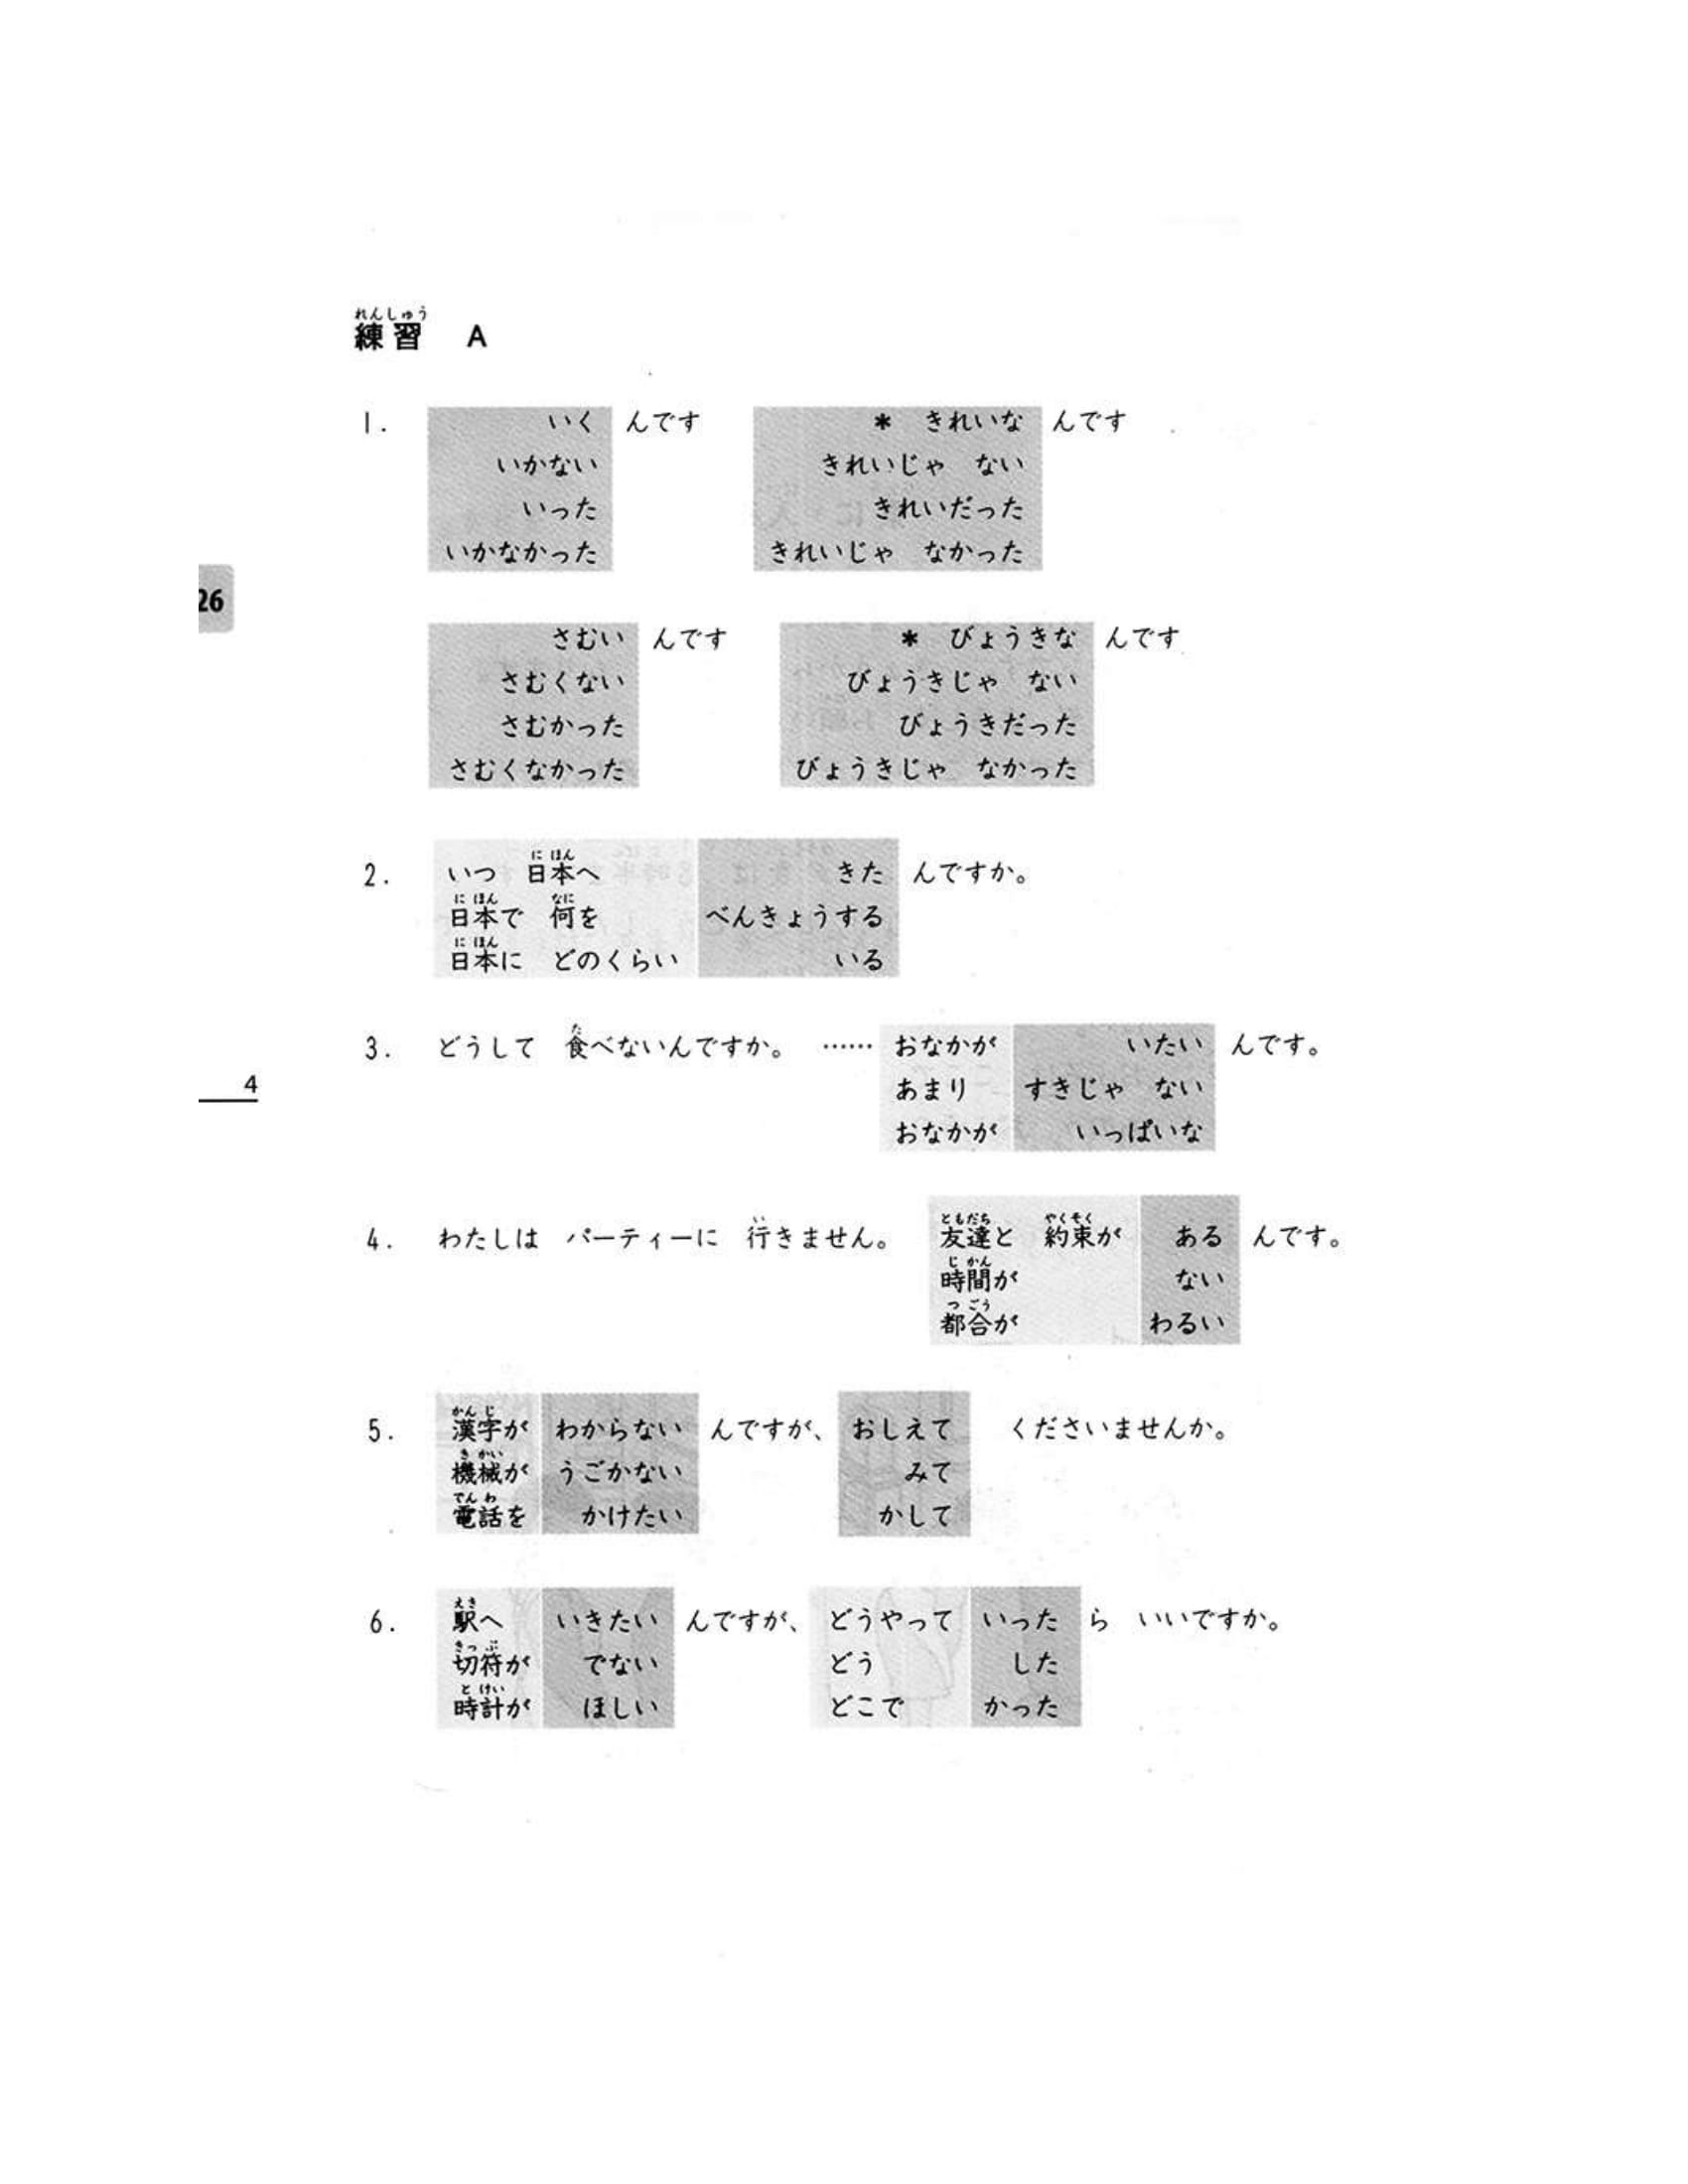 れんしゅう
練習 A
1. いく んです * きれいな んです
いかない きれいじゃ ない
いった きれいだった
いかなかった きれいじゃ なかった
26
さむい んです * びょうきな んです
さむくない びょうきじゃ ない
さむかった びょうきだった
さむくなかった びょうきじゃ なかった
にほん
2. いつ 日本へ きた んですか。
にほん なに
日本で 何を べんきょうする
にほん
日本に どのくらい いる
た
3. どうして 食べないんですか。 …… おなかが いたい んです。
4
あまり すきじゃ ない
おなかが いっぱいな
い ともだち やくそく
4. わたしは パーティーに 行きません。 友達と 約束が ある んです。
じかん
時間が ない
つごう
都合が わるい
かんじ
5. 漢字が わからない んですが、 おしえて くださいませんか。
きかい
機械が うごかない みて
でんわ
電話を かけたい かして
えき
6. 駅へ いきたい んですが、 どうやって いった ら いいですか。
きっぷ
切符が でない どう した
とけい
時計が ほしい どこで かった